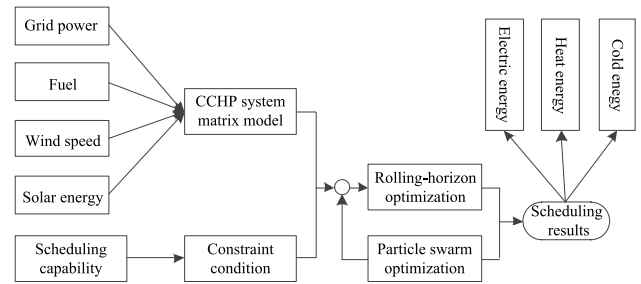 Grid power
Fuel
Wind speed
Solar energy
Scheduling
capability
CCHP system
matrix model
Constraint
condition
Rolling-horizon
optimization
Particle swarm
optimization
Scheduling
results
Electric energy
Heat energy
Cold enegy